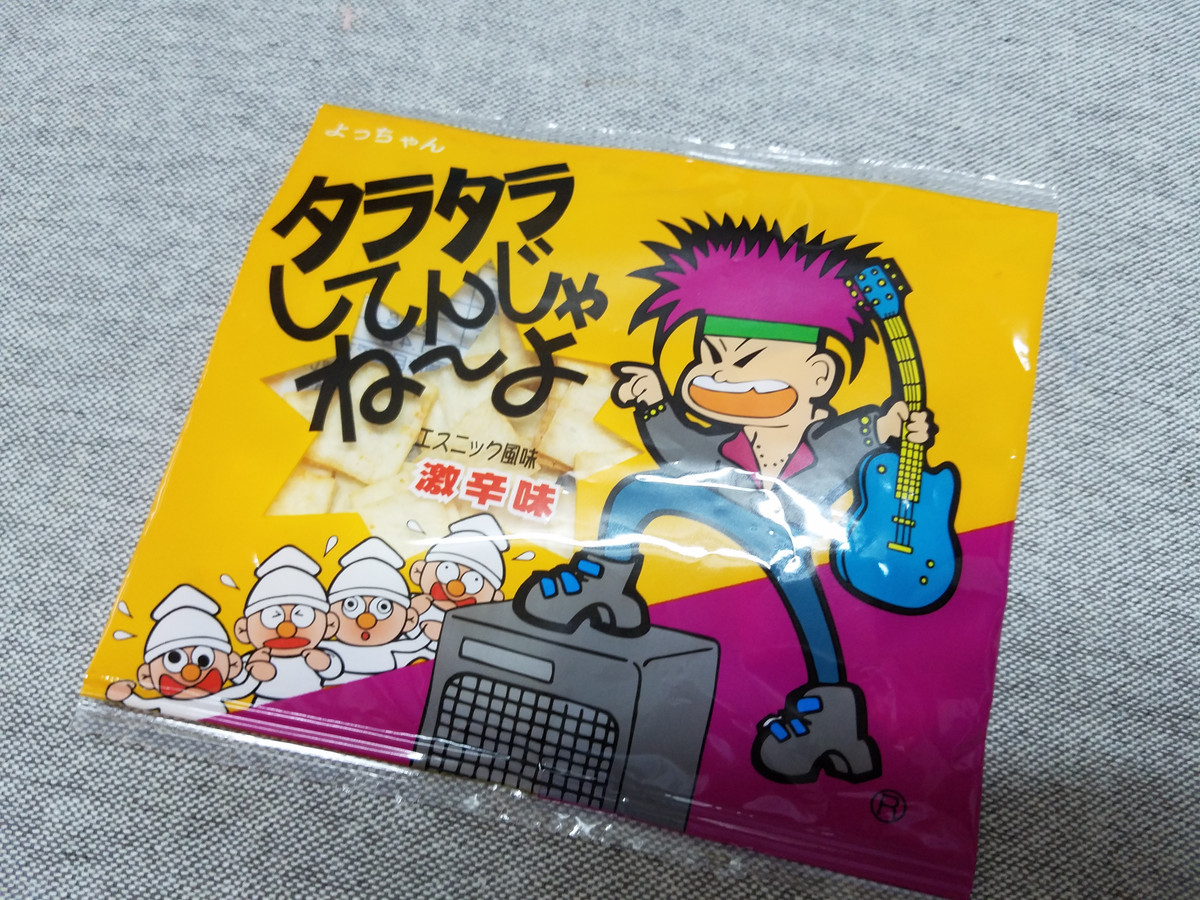 よっちゃん
タラタラ
してんじゃ
ね〜よ
エスニック風味
激辛味
®